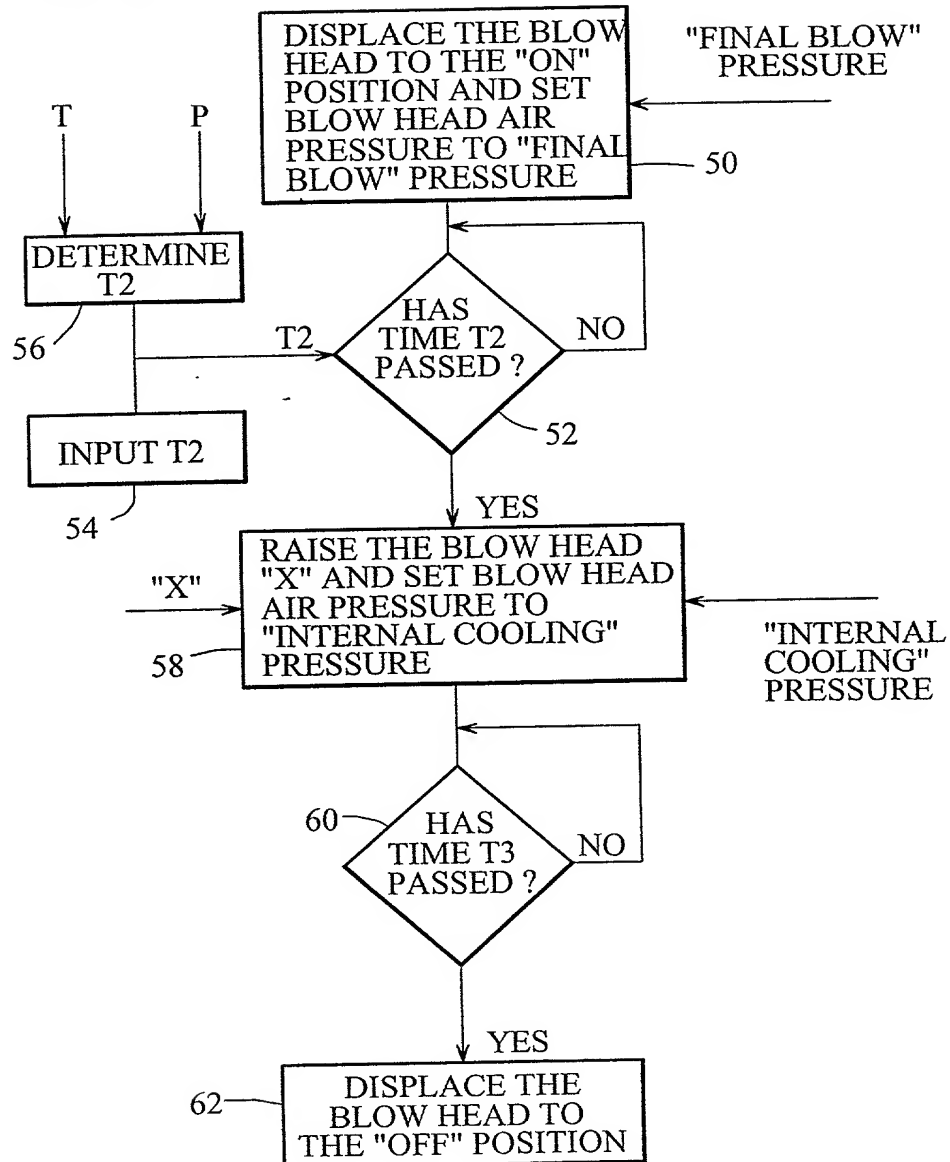 DISPLACE THE BLOW
HEAD TO THE "ON"
POSITION AND SET
BLOW HEAD AIR
PRESSURE TO "FINAL
BLOW" PRESSURE
"FINAL BLOW"
PRESSURE
50
T
P
DETERMINE
T2
56
T2
HAS
TIME T2
PASSED ?
NO
52
INPUT T2
54
YES
RAISE THE BLOW HEAD
"X" AND SET BLOW HEAD
AIR PRESSURE TO
"INTERNAL COOLING"
PRESSURE
"X"
58
"INTERNAL
COOLING"
PRESSURE
60
HAS
TIME T3
PASSED ?
NO
YES
62
DISPLACE THE
BLOW HEAD TO
THE "OFF" POSITION